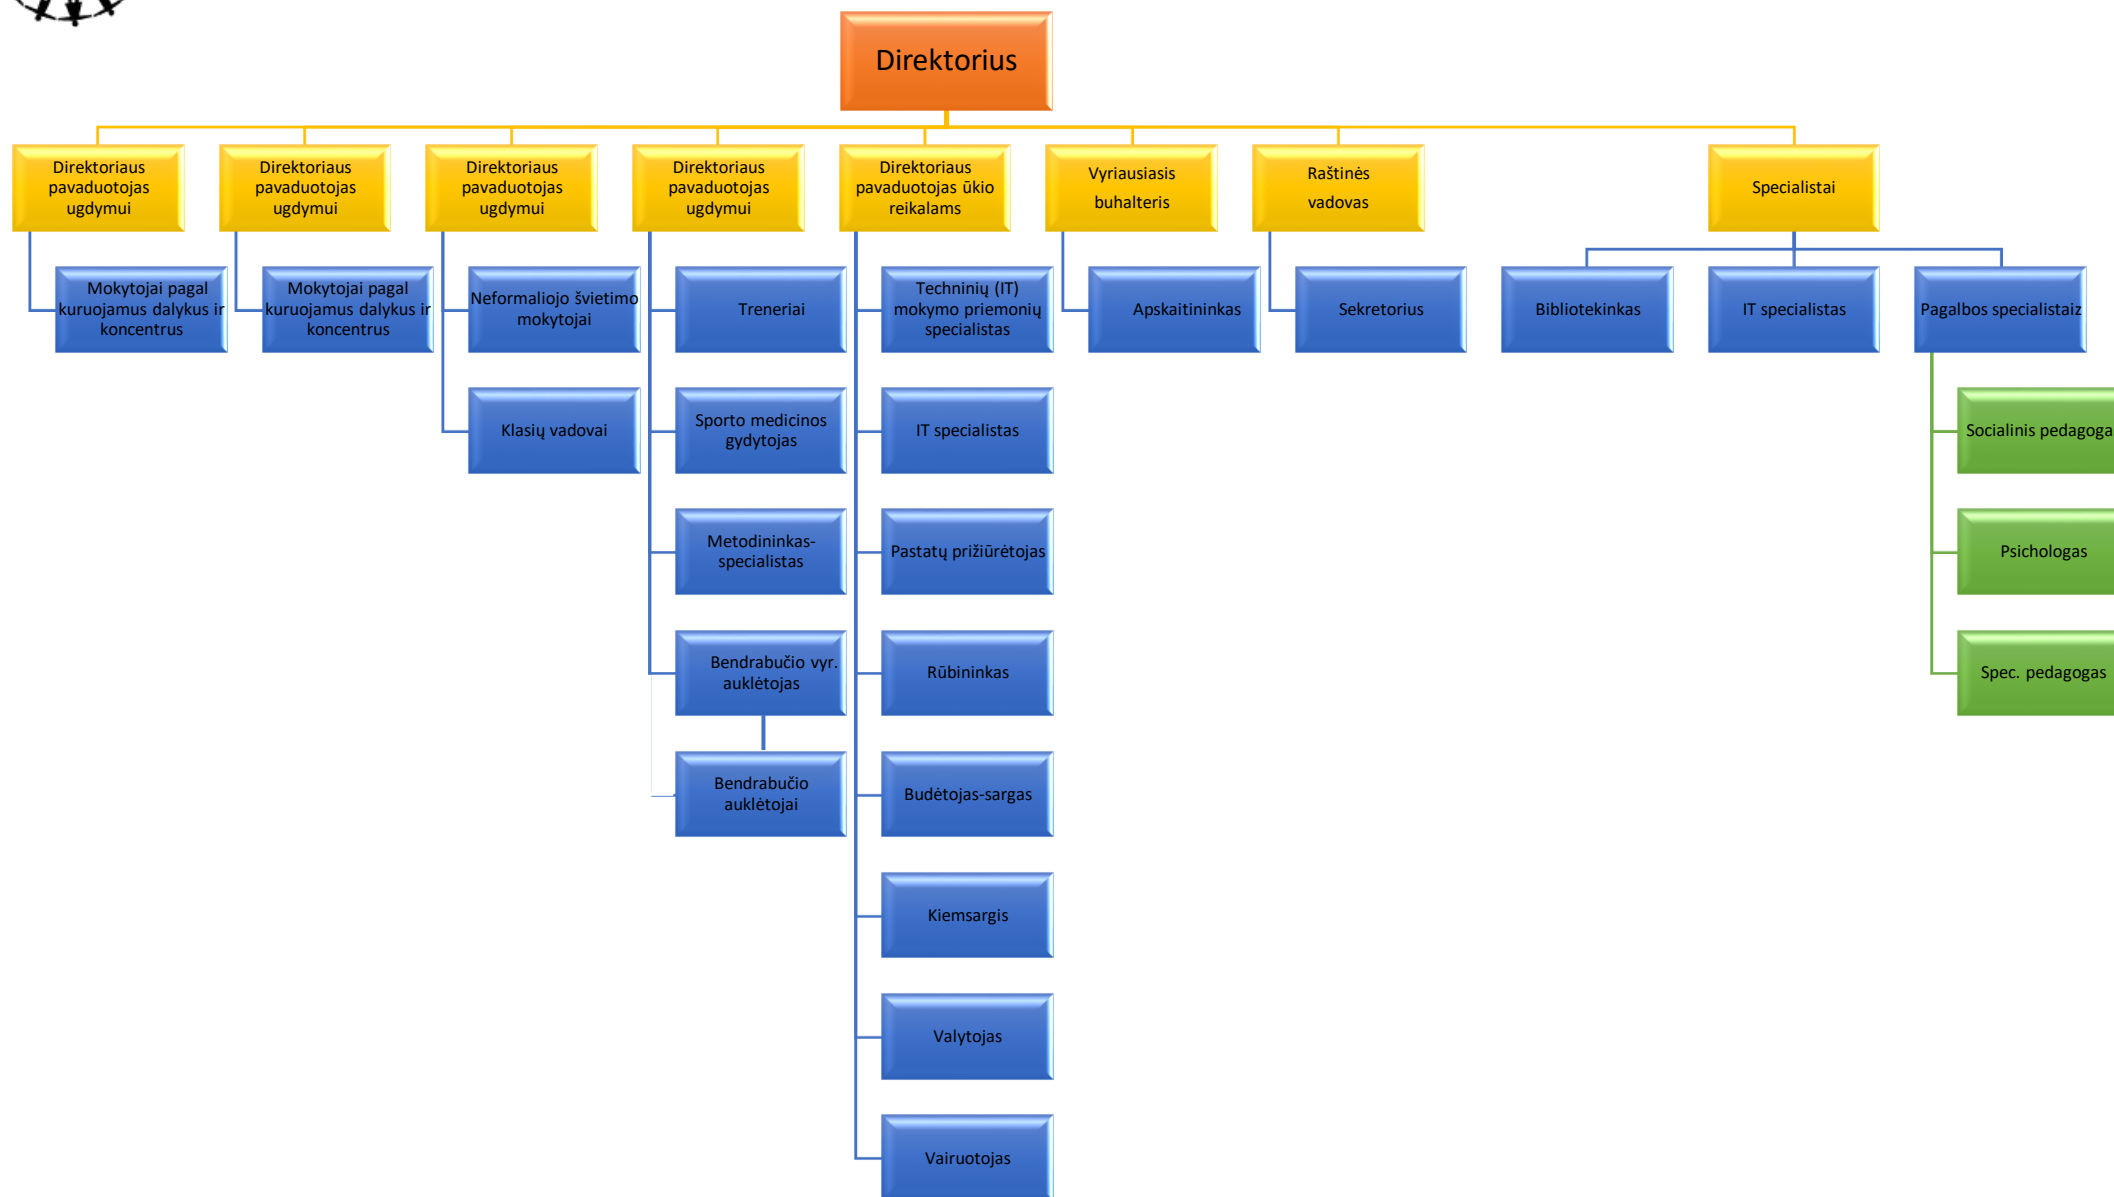 Direktorius
Direktoriaus
pavaduotojas
ugdymui
Direktoriaus
pavaduotojas
ugdymui
Direktoriaus
pavaduotojas
ugdymui
Direktoriaus
pavaduotojas
ugdymui
Direktoriaus
pavaduotojas ūkio
reikalams
Vyriausiasis
buhalteris
Raštinės
vadovas
Specialistai
Mokytojai pagal
kuruojamus dalykus ir
koncentrus
Mokytojai pagal
kuruojamus dalykus ir
koncentrus
Neformaliojo švietimo
mokytojai
Treneriai
Techninių (IT)
mokymo priemonių
specialistas
Apskaitininkas
Sekretorius
Bibliotekinkas
IT specialistas
Pagalbos specialistaiz
Klasių vadovai
Sporto medicinos
gydytojas
IT specialistas
Socialinis pedagoga
Metodininkas-
specialistas
Pastatų prižiūrėtojas
Psichologas
Bendrabučio vyr.
auklėtojas
Rūbininkas
Spec. pedagogas
Bendrabučio
auklėtojai
Budėtojas-sargas
Kiemsargis
Valytojas
Vairuotojas